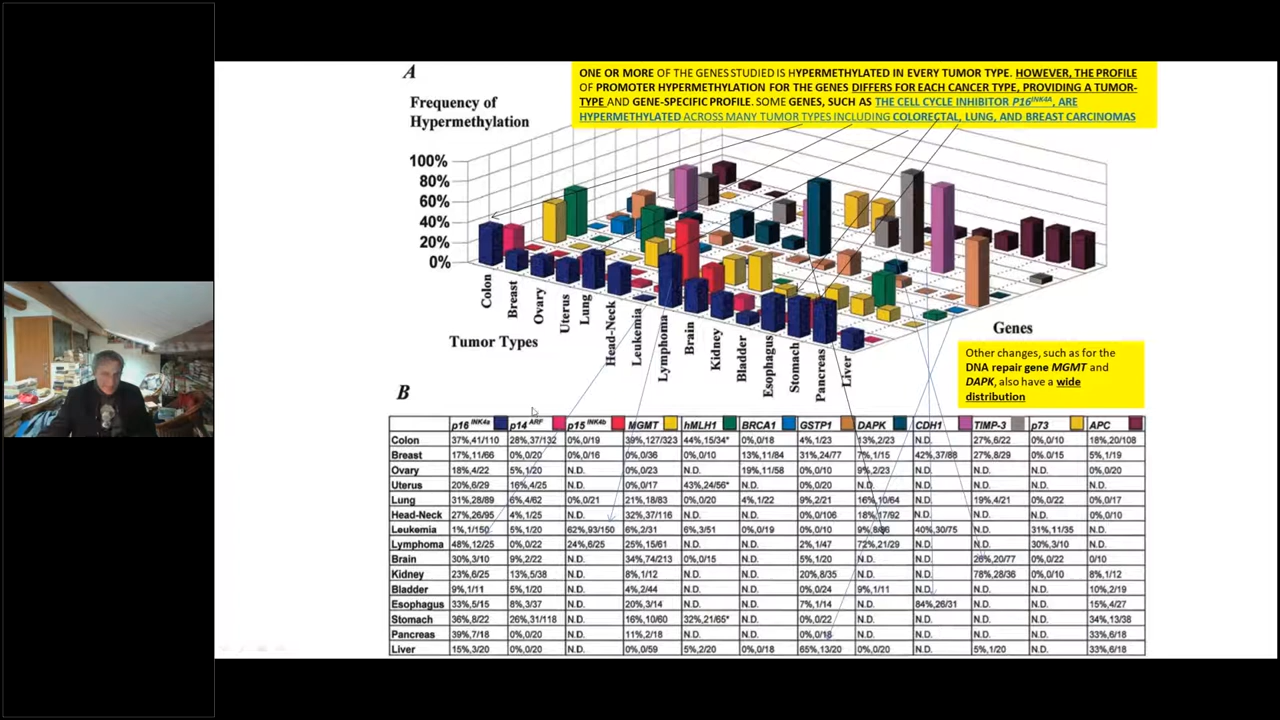 A
ONE OR MORE OF THE GENES STUDIED IS HYPERMETHYLATED IN EVERY TUMOR TYPE. HOWEVER, THE PROFILE
OF PROMOTER HYPERMETHYLATION FOR THE GENES DIFFERS FOR EACH CANCER TYPE, PROVIDING A TUMOR-
TYPE AND GENE-SPECIFIC PROFILE. SOME GENES, SUCH AS THE CELL CYCLE INHIBITOR P16INK4A, ARE
HYPERMETHYLATED ACROSS MANY TUMOR TYPES INCLUDING COLORECTAL, LUNG, AND BREAST CARCINOMAS
Frequency of
Hypermethylation
100%
80%
60%
40%
20%
0%
Colon
Breast
Ovary
Uterus
Lung
Head-Neck
Leukemia
Lymphoma
Brain
Kidney
Bladder
Esophagus
Stomach
Pancreas
Liver
Tumor Types
Genes
Other changes, such as for the
DNA repair gene MGMT and
DAPK, also have a wide
distribution
B
p16 INK4a p14 ARF p15 INK4b MGMT hMLH1 BRCA1 GSTP1 DAPK CDH1 TIMP-3 p73 APC
Colon 37%,41/110 28%,37/132 0%,0/19 39%,127/323 44%,15/34* 0%,0/18 4%,1/23 13%,2/23 N.D. 27%,6/22 0%,0/10 18%,20/108
Breast 17%,11/66 0%,0/20 0%,0/16 0%,0/36 0%,0/10 13%,11/84 31%,24/77 7%,1/15 42%,37/88 27%,8/29 0%,0/15 5%,1/19
Ovary 18%,4/22 5%,1/20 N.D. 0%,0/23 N.D. 19%,11/58 0%,0/10 9%,2/23 N.D. N.D. N.D. 0%,0/20
Uterus 20%,6/29 16%,4/25 N.D. 0%,0/17 43%,24/56* N.D. 0%,0/20 N.D. N.D. N.D. N.D. N.D.
Lung 31%,28/89 6%,4/62 0%,0/21 21%,18/83 0%,0/20 4%,1/22 9%,2/21 16%,10/64 N.D. 19%,4/21 0%,0/22 0%,0/17
Head-Neck 27%,26/95 4%,1/25 N.D. 32%,37/116 N.D. N.D. 0%,0/106 18%,17/92 N.D. N.D. N.D. 0%,0/10
Leukemia 1%,1/150 5%,1/20 62%,93/150 6%,2/31 6%,3/51 0%,0/19 0%,0/10 9%,8/86 40%,30/75 N.D. 31%,11/35 N.D.
Lymphoma 48%,12/25 0%,0/22 24%,6/25 25%,15/61 N.D. N.D. 2%,1/47 72%,21/29 N.D. N.D. 30%,3/10 N.D.
Brain 30%,3/10 9%,2/22 N.D. 34%,74/213 0%,0/15 N.D. 5%,1/20 N.D. N.D. 26%,20/77 0%,0/22 0/10
Kidney 23%,6/25 13%,5/38 N.D. 8%,1/12 N.D. N.D. 20%,8/35 N.D. N.D. 78%,28/36 0%,0/10 8%,1/12
Bladder 9%,1/11 5%,1/20 N.D. 4%,2/44 N.D. N.D. 0%,0/24 9%,1/11 N.D. N.D. N.D. 10%,2/19
Esophagus 33%,5/15 8%,3/37 N.D. 20%,3/14 N.D. N.D. 7%,1/14 N.D. 84%,26/31 N.D. N.D. 15%,4/27
Stomach 36%,8/22 26%,31/118 N.D. 16%,10/60 32%,21/65* N.D. 0%,0/22 N.D. N.D. N.D. N.D. 34%,13/38
Pancreas 39%,7/18 0%,0/20 N.D. 11%,2/18 N.D. N.D. 0%,0/18 N.D. N.D. N.D. N.D. 33%,6/18
Liver 15%,3/20 0%,0/20 N.D. 0%,0/59 5%,2/20 0%,0/18 65%,13/20 0%,0/20 N.D. 5%,1/20 N.D. 33%,6/18